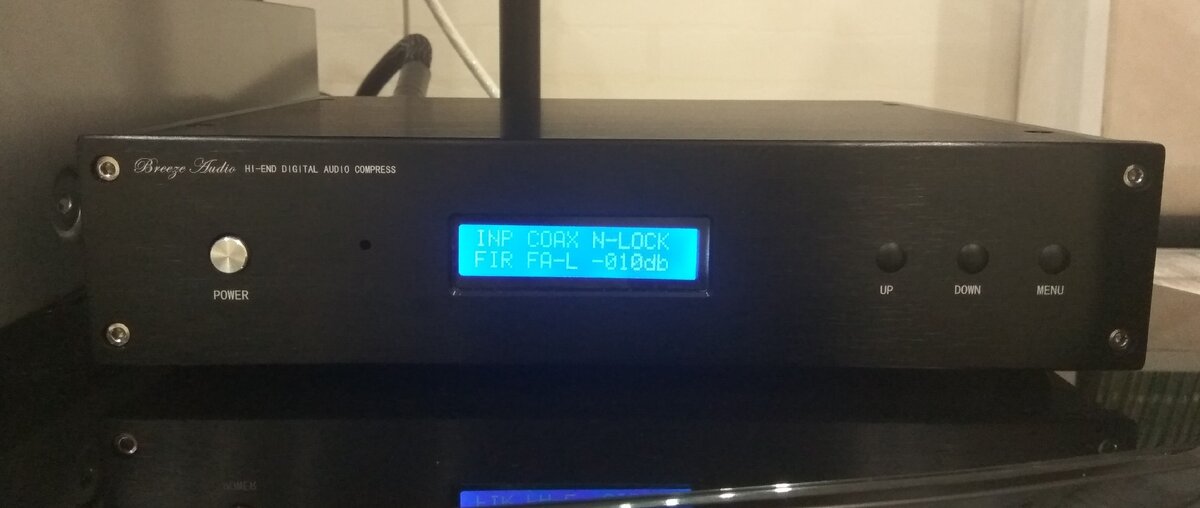 Breeze Audio HI-END DIGITAL AUDIO COMPRESS
INP COAX N-LOCK
FIR FA-L -010db
POWER
UP DOWN MENU